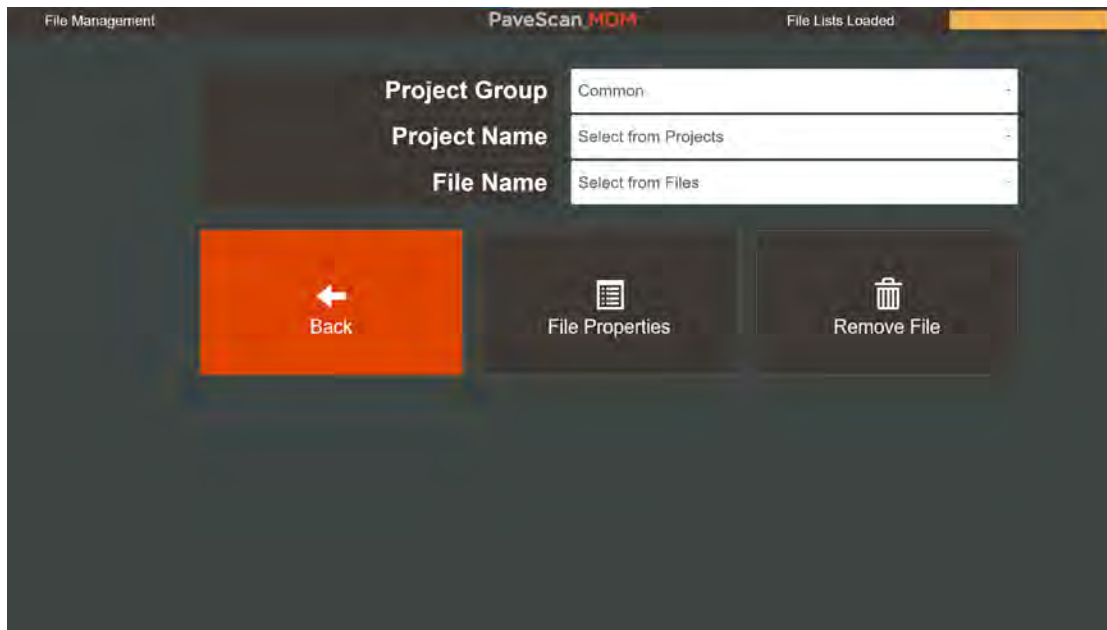 File Management PaveScan MDM File Lists Loaded
Project Group Common
Project Name Select from Projects
File Name Select from Files
Back File Properties Remove File